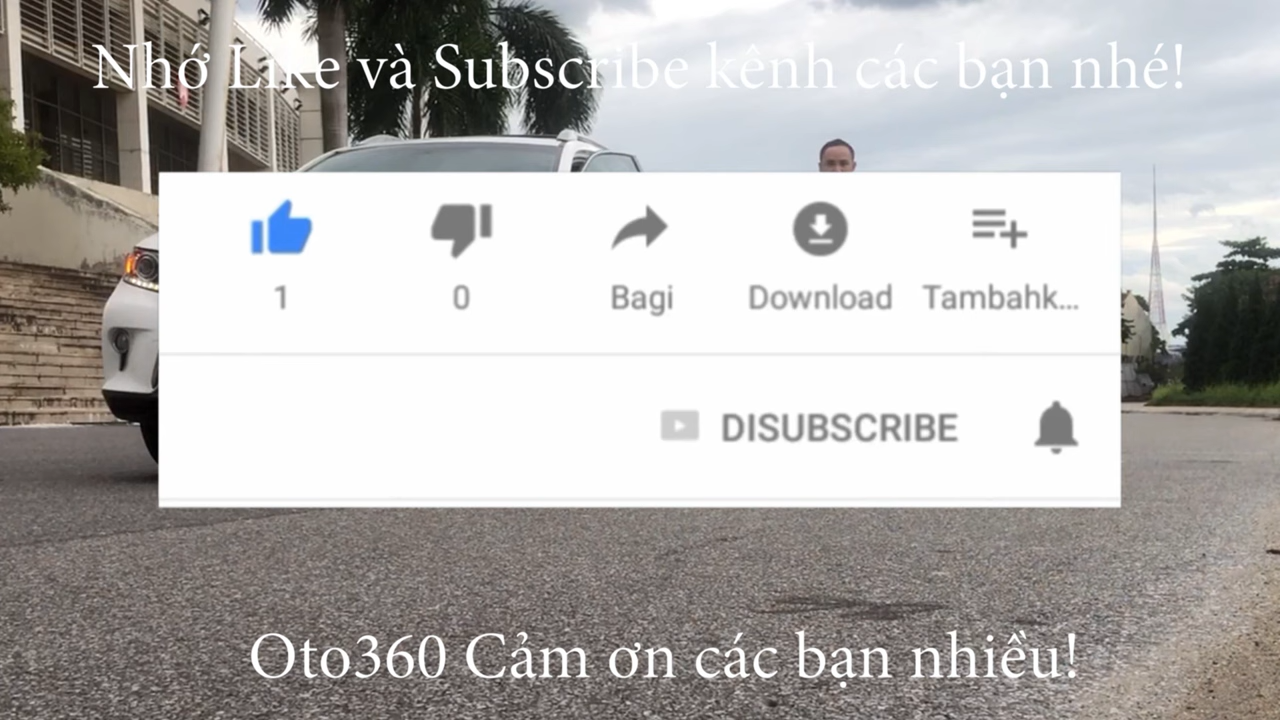 Nhớ Like và Subscribe kênh các bạn nhé!
1 0 Bagi Download Tambahk...
DISUBSCRIBE
Oto360 Cảm ơn các bạn nhiều!